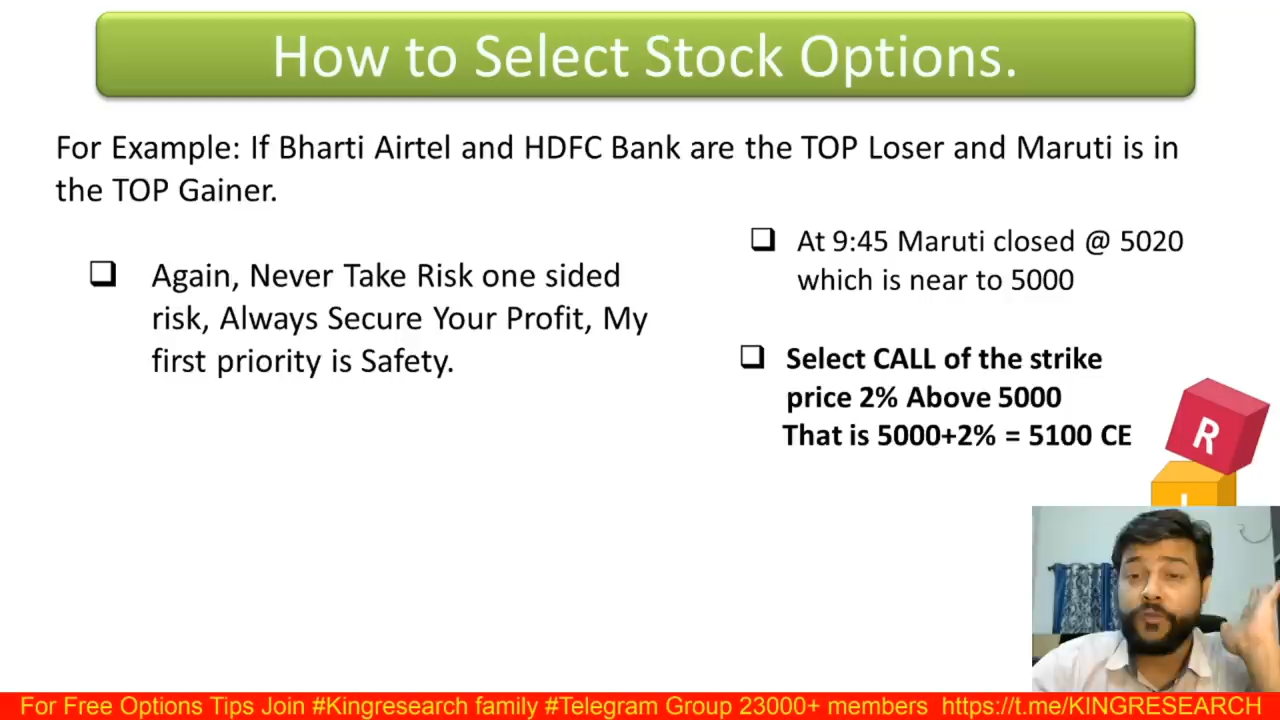 How to Select Stock Options.
For Example: If Bharti Airtel and HDFC Bank are the TOP Loser and Maruti is in
the TOP Gainer.
Again, Never Take Risk one sided
risk, Always Secure Your Profit, My
first priority is Safety.
At 9:45 Maruti closed @ 5020
which is near to 5000
Select CALL of the strike
price 2% Above 5000
That is 5000+2% = 5100 CE
R
For Free Options Tips Join #Kingresearch family #Telegram Group 23000+ members https://t.me/KINGRESEARCH